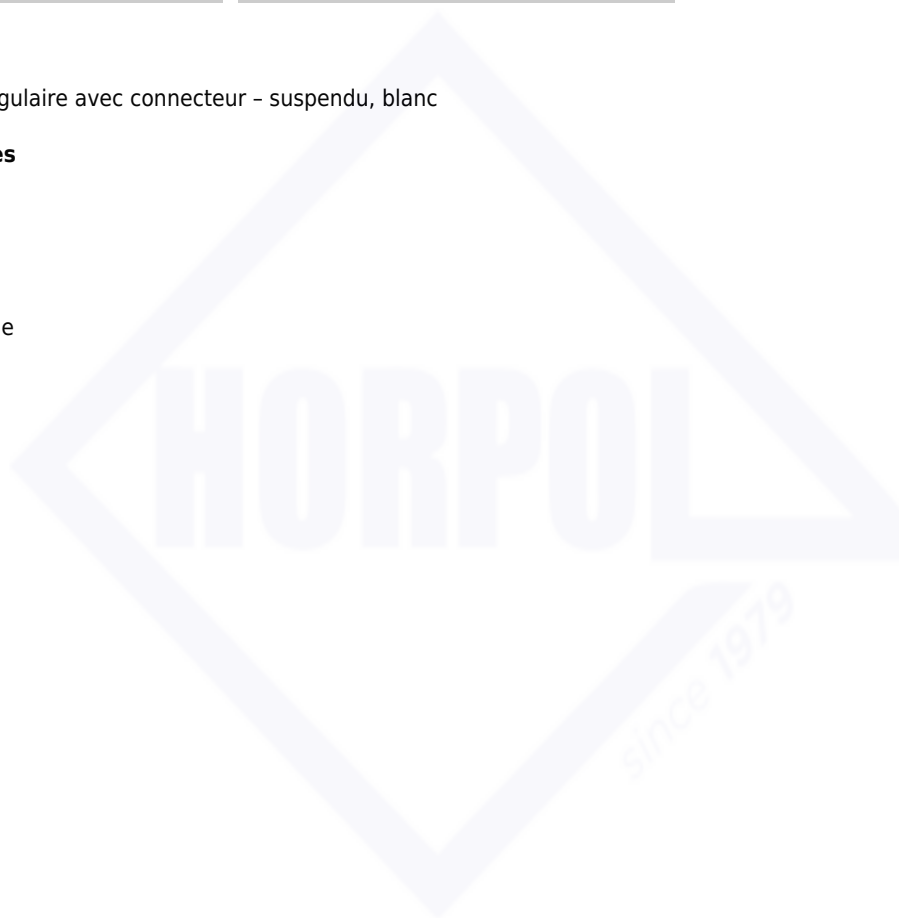 gulaire avec connecteur – suspendu, blanc
es
e
HORPOL
since 1979